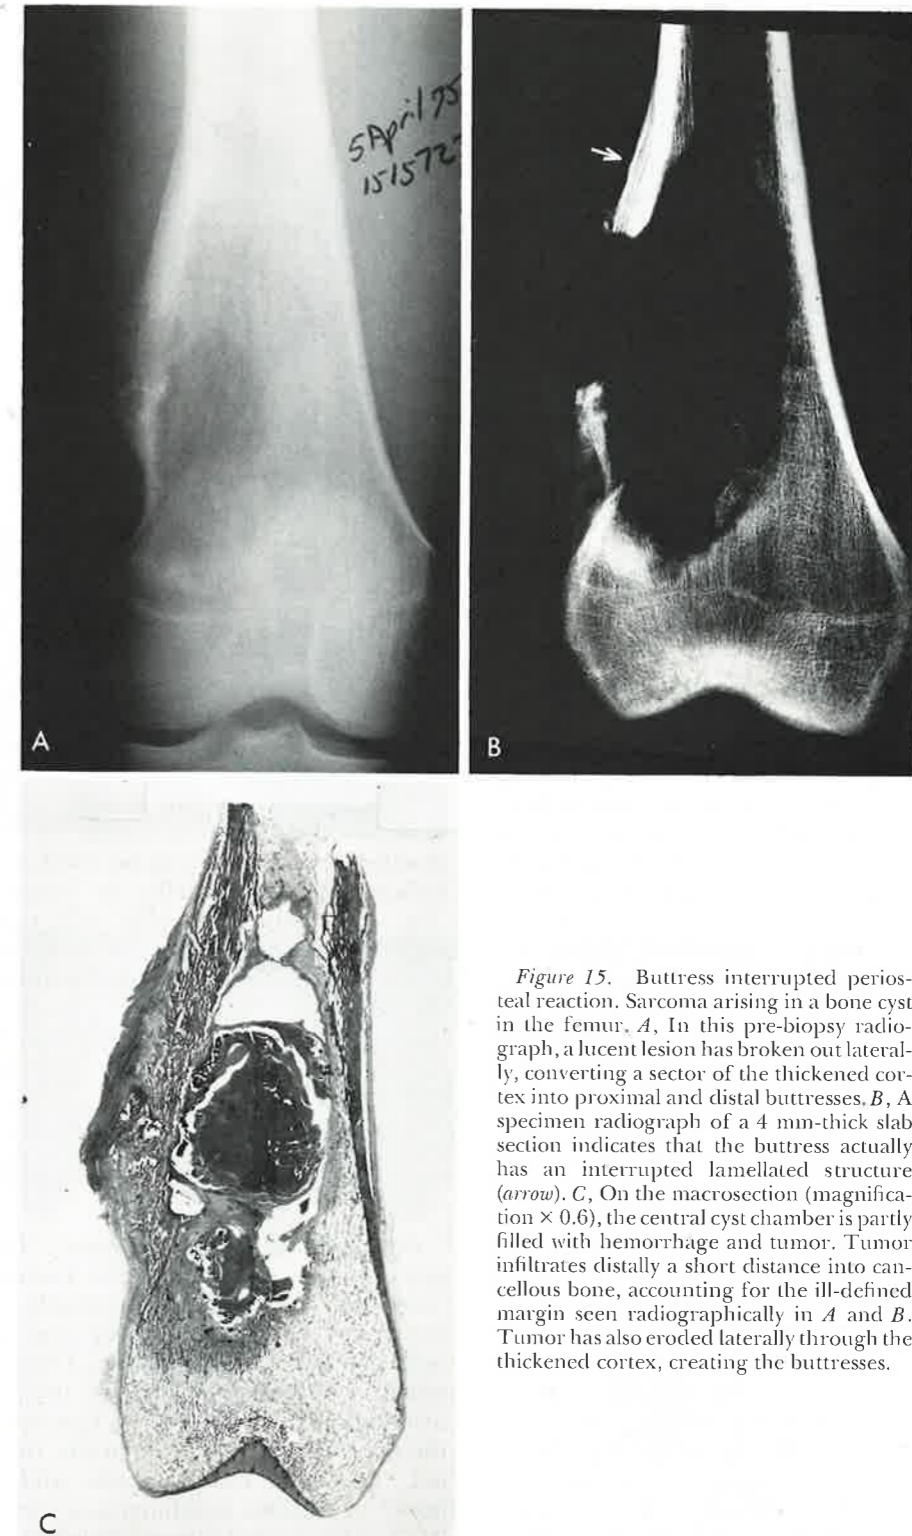 5 April 75
151572
A
B
C
Figure 15. Buttress interrupted perios-
teal reaction. Sarcoma arising in a bone cyst
in the femur. A, In this pre-biopsy radio-
graph, a lucent lesion has broken out lateral-
ly, converting a sector of the thickened cor-
tex into proximal and distal buttresses. B, A
specimen radiograph of a 4 mm-thick slab
section indicates that the buttress actually
has an interrupted lamellated structure
(arrow). C, On the macrosection (magnifica-
tion × 0.6), the central cyst chamber is partly
filled with hemorrhage and tumor. Tumor
infiltrates distally a short distance into can-
cellous bone, accounting for the ill-defined
margin seen radiographically in A and B.
Tumor has also eroded laterally through the
thickened cortex, creating the buttresses.